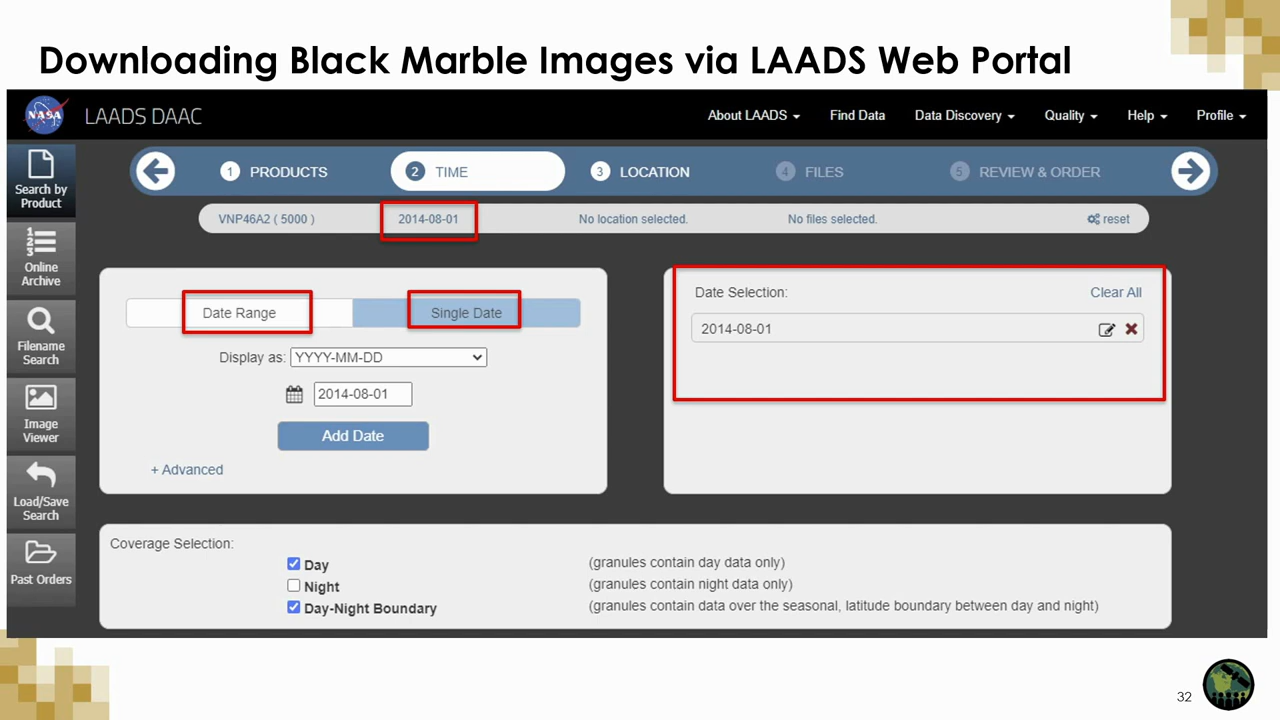 Downloading Black Marble Images via LAADS Web Portal
NASA
LAADS DAAC
About LAADS
Find Data
Data Discovery
Quality
Help
Profile
Search by
Product
Online
Archive
Filename
Search
Image
Viewer
Load/Save
Search
Past Orders
1 PRODUCTS
2 TIME
3 LOCATION
4 FILES
5 REVIEW & ORDER
VNP46A2 ( 5000 )
2014-08-01
No location selected.
No files selected.
reset
Date Range
Single Date
Display as: YYYY-MM-DD
2014-08-01
Add Date
+ Advanced
Date Selection:
Clear All
2014-08-01
Coverage Selection:
Day (granules contain day data only)
Night (granules contain night data only)
Day-Night Boundary (granules contain data over the seasonal, latitude boundary between day and night)
32